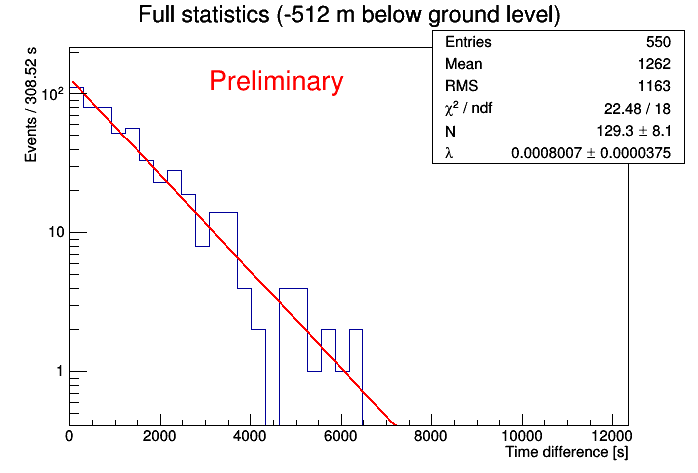 Full statistics (-512 m below ground level)
Entries 550
Mean 1262
RMS 1163
χ² / ndf 22.48 / 18
N 129.3 ± 8.1
λ 0.0008007 ± 0.0000375
Preliminary
Events / 308.52 s
10²
10
1
0 2000 4000 6000 8000 10000 12000
Time difference [s]